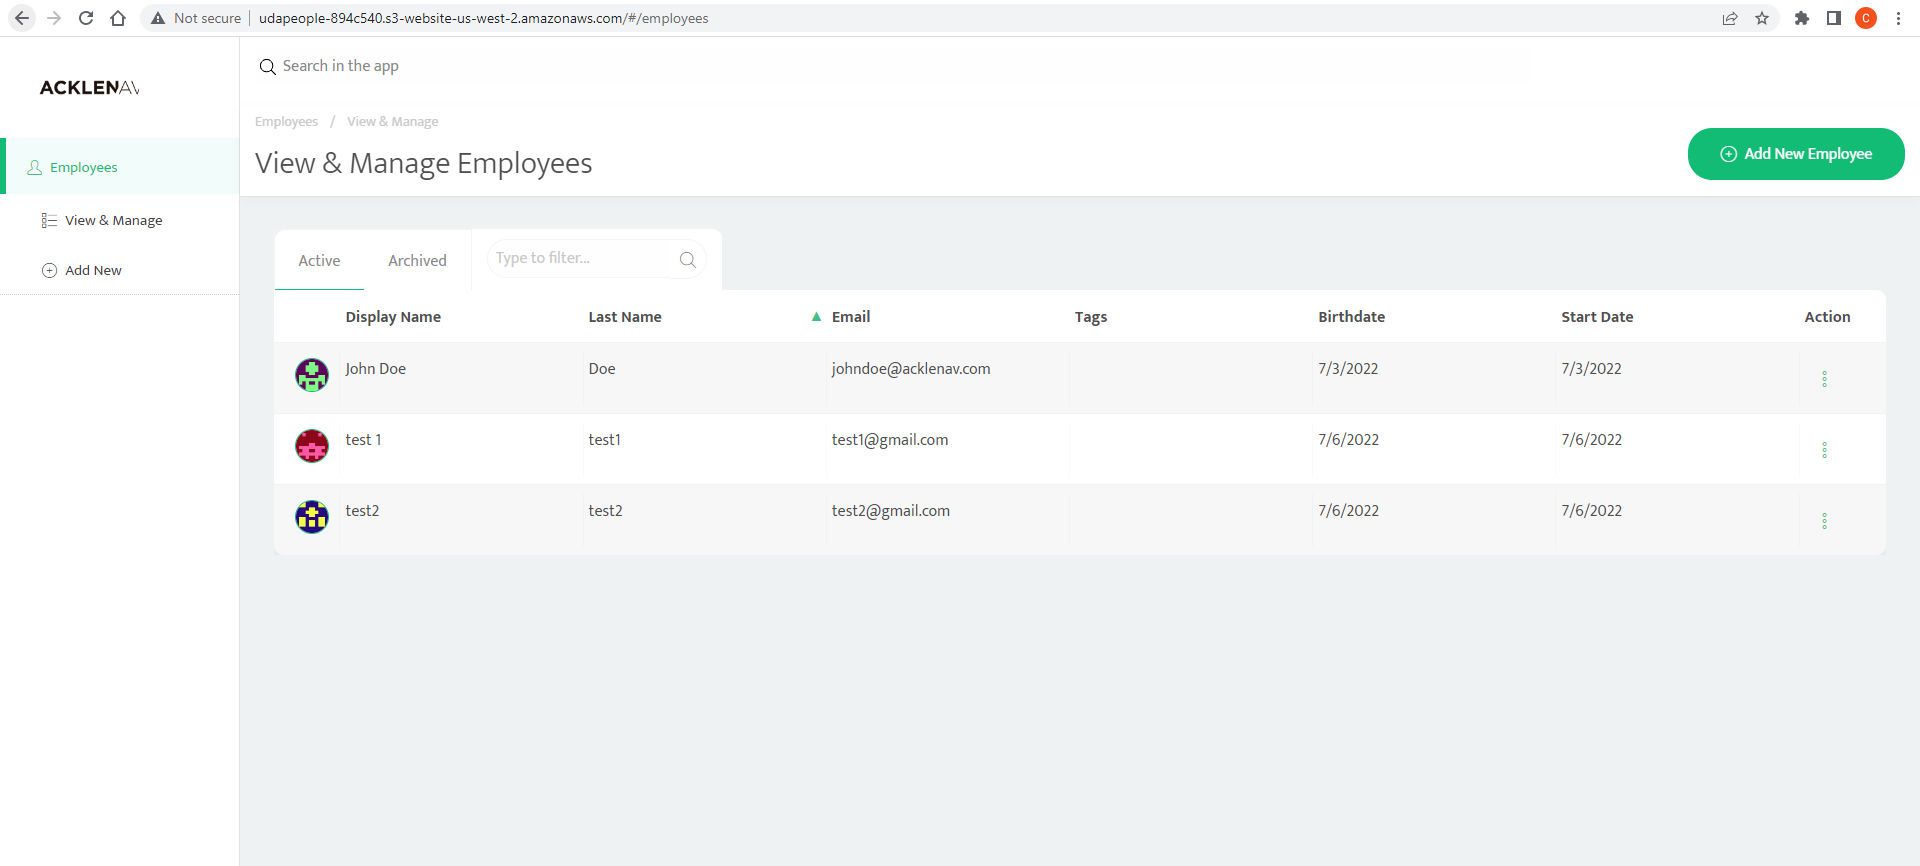 Not secure udapeople-894c540.s3-website-us-west-2.amazonaws.com/#/employees C
ACKLENAV
Search in the app
Employees / View & Manage
View & Manage Employees
Add New Employee
Employees
View & Manage
Add New
Active Archived Type to filter...
Display Name Last Name ▲ Email Tags Birthdate Start Date Action
John Doe Doe johndoe@acklenav.com 7/3/2022 7/3/2022
test 1 test1 test1@gmail.com 7/6/2022 7/6/2022
test2 test2 test2@gmail.com 7/6/2022 7/6/2022